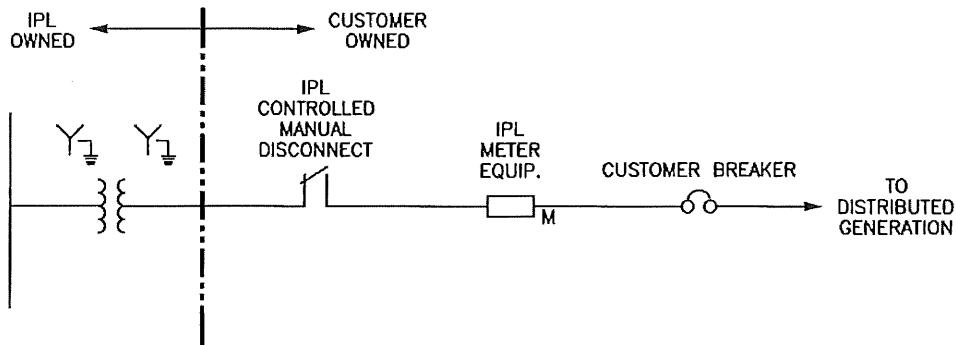 IPL
OWNED
CUSTOMER
OWNED
IPL
CONTROLLED
MANUAL
DISCONNECT
IPL
METER
EQUIP.
M
CUSTOMER BREAKER
TO
DISTRIBUTED
GENERATION